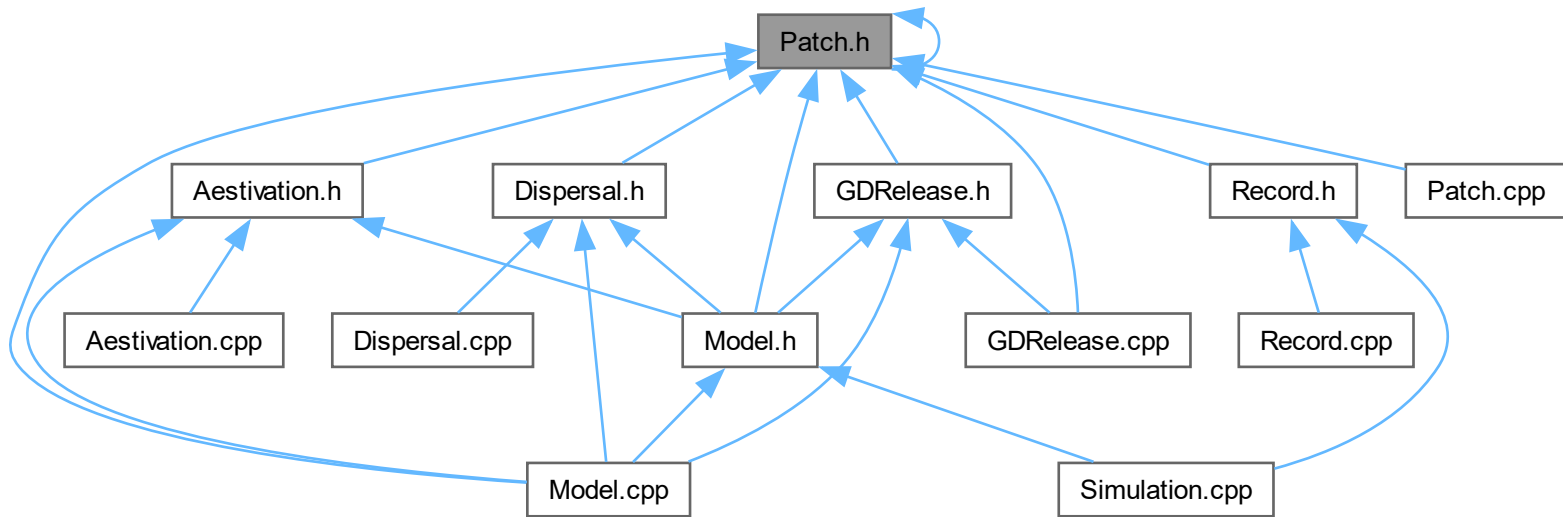 Patch.h
Aestivation.h
Dispersal.h
GDRelease.h
Record.h
Patch.cpp
Aestivation.cpp
Dispersal.cpp
Model.h
GDRelease.cpp
Record.cpp
Model.cpp
Simulation.cpp